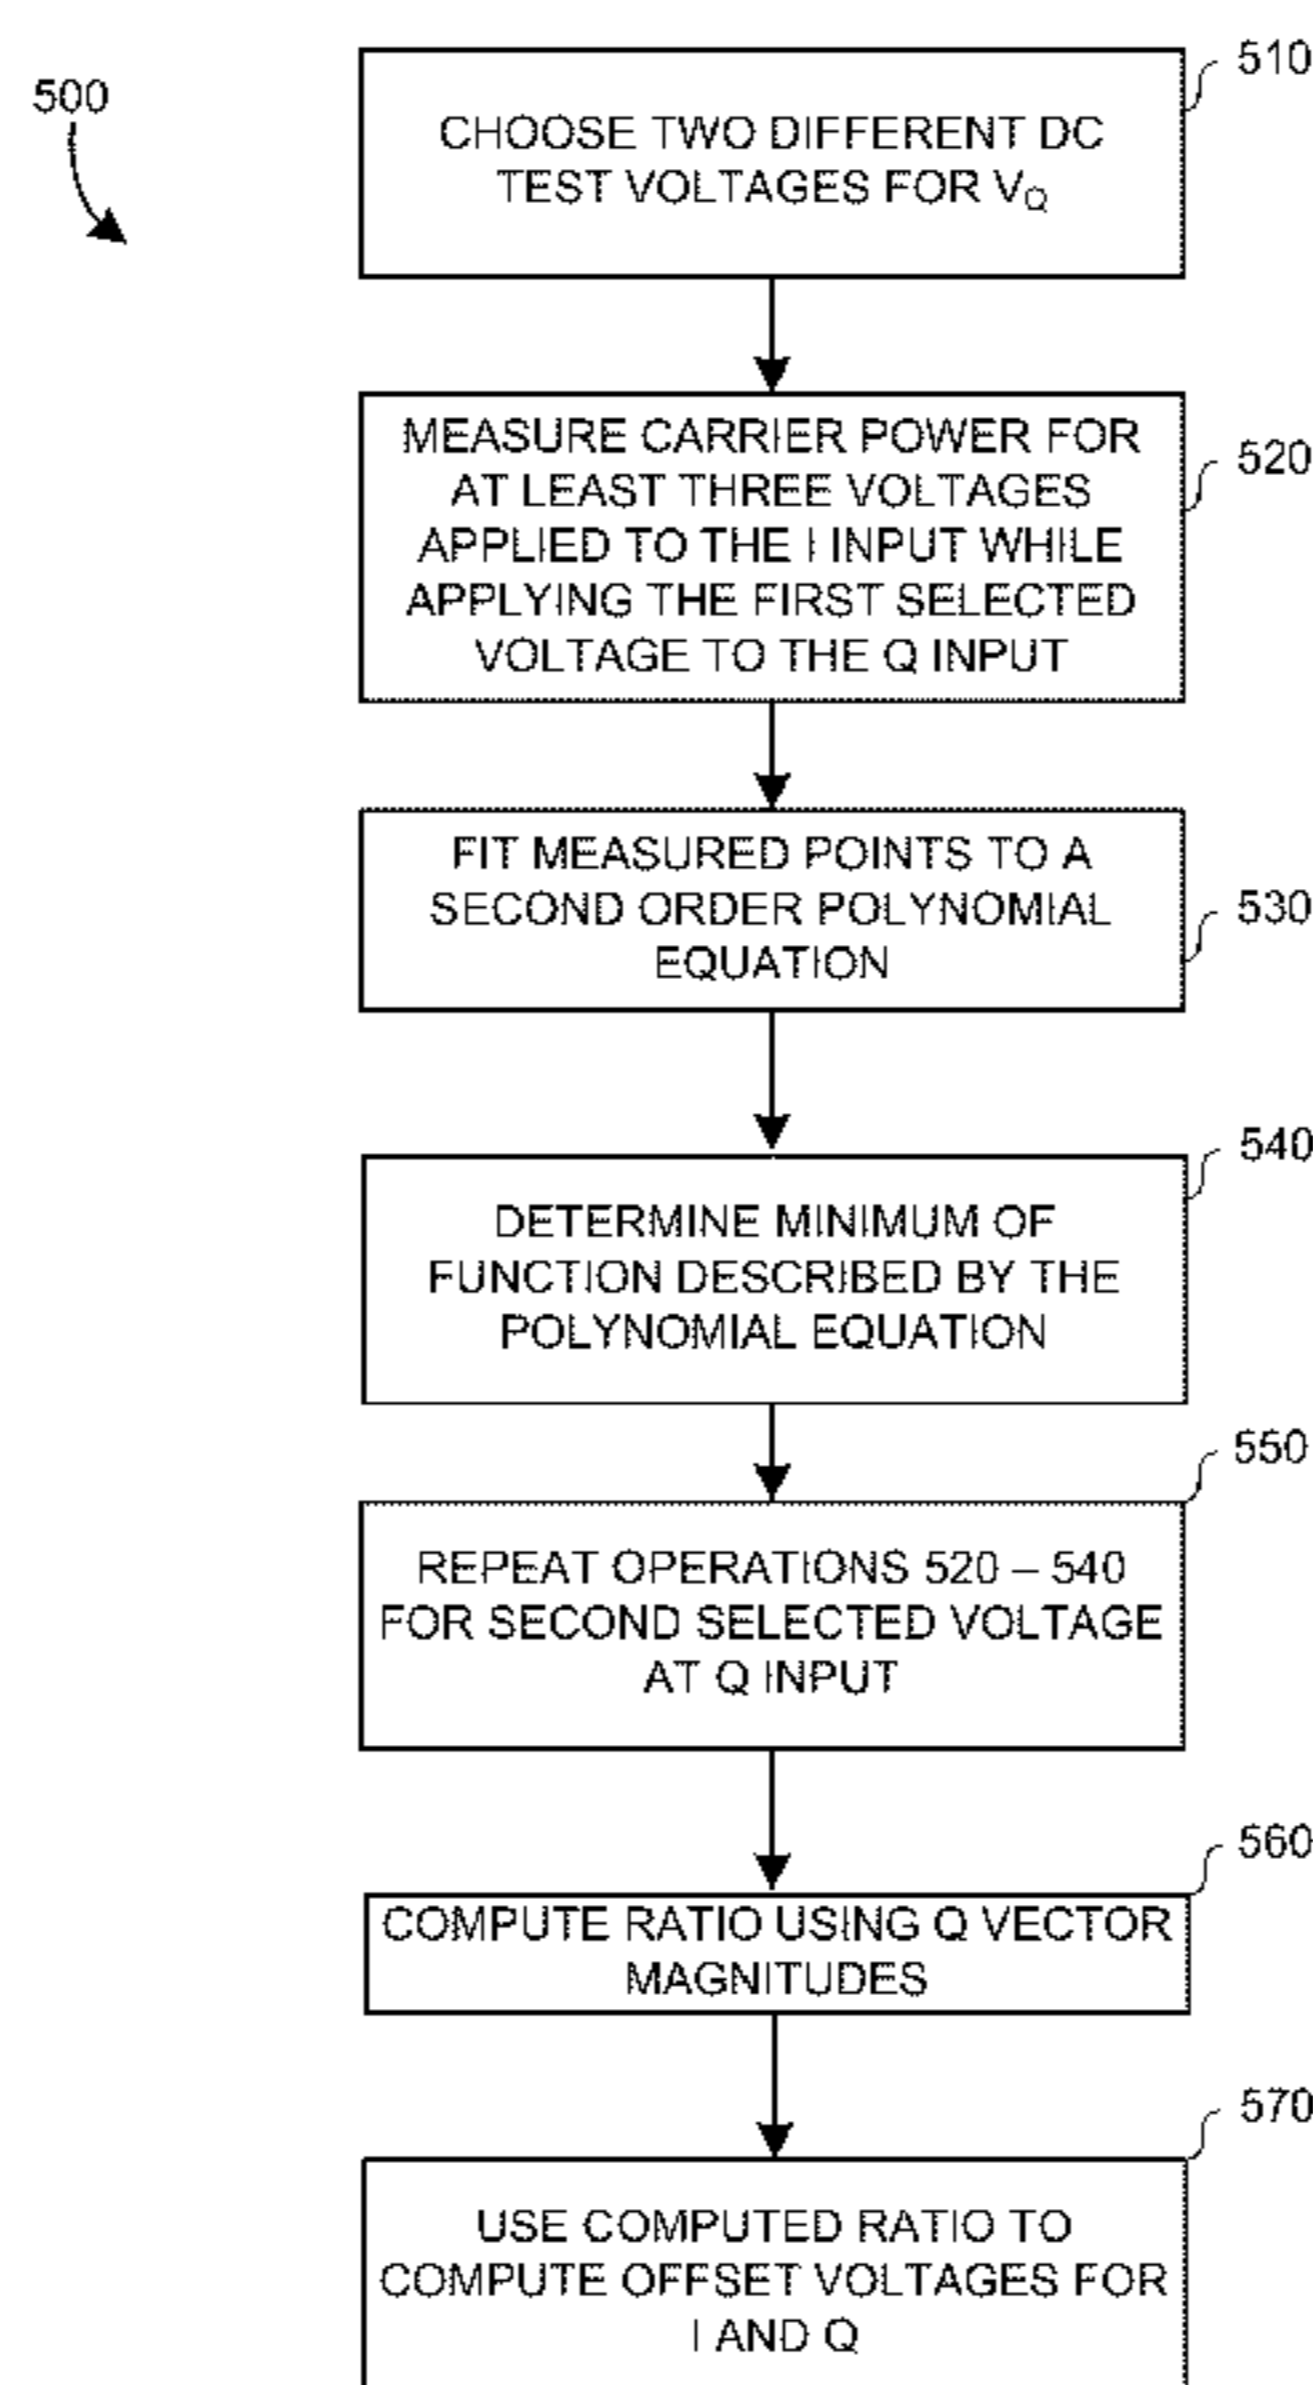 500
510
CHOOSE TWO DIFFERENT DC
TEST VOLTAGES FOR VQ
520
MEASURE CARRIER POWER FOR
AT LEAST THREE VOLTAGES
APPLIED TO THE I INPUT WHILE
APPLYING THE FIRST SELECTED
VOLTAGE TO THE Q INPUT
530
FIT MEASURED POINTS TO A
SECOND ORDER POLYNOMIAL
EQUATION
540
DETERMINE MINIMUM OF
FUNCTION DESCRIBED BY THE
POLYNOMIAL EQUATION
550
REPEAT OPERATIONS 520 – 540
FOR SECOND SELECTED VOLTAGE
AT Q INPUT
560
COMPUTE RATIO USING Q VECTOR
MAGNITUDES
570
USE COMPUTED RATIO TO
COMPUTE OFFSET VOLTAGES FOR
I AND Q